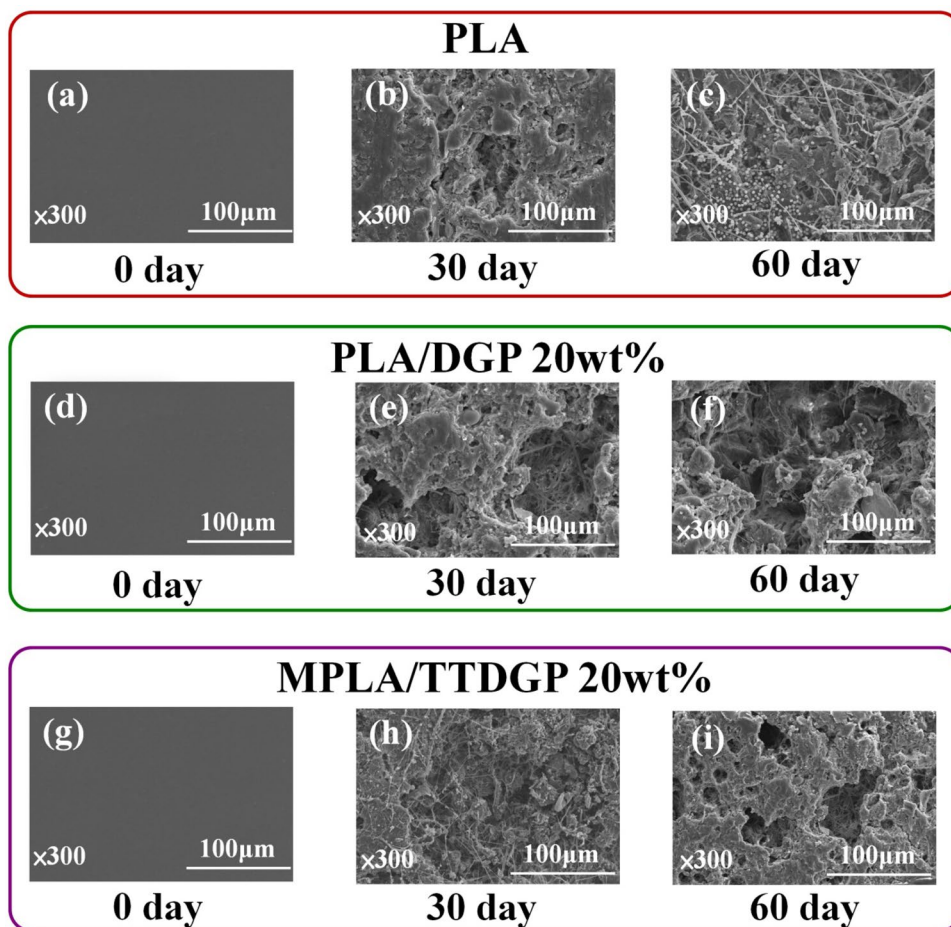 PLA
(a) (b) (c)
×300 100μm ×300 100μm ×300 100μm
0 day 30 day 60 day
PLA/DGP 20wt%
(d) (e) (f)
×300 100μm ×300 100μm ×300 100μm
0 day 30 day 60 day
MPLA/TTDGP 20wt%
(g) (h) (i)
×300 100μm ×300 100μm ×300 100μm
0 day 30 day 60 day